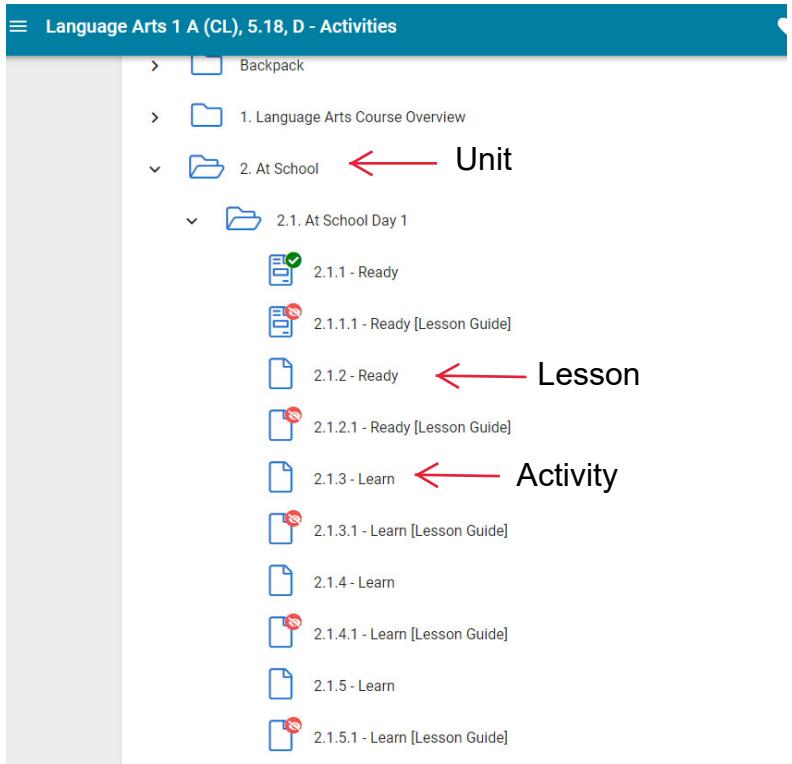 Language Arts 1 A (CL), 5.18, D - Activities
Backpack
1. Language Arts Course Overview
2. At School Unit
2.1. At School Day 1
2.1.1 - Ready
2.1.1.1 - Ready [Lesson Guide]
2.1.2 - Ready Lesson
2.1.2.1 - Ready [Lesson Guide]
2.1.3 - Learn Activity
2.1.3.1 - Learn [Lesson Guide]
2.1.4 - Learn
2.1.4.1 - Learn [Lesson Guide]
2.1.5 - Learn
2.1.5.1 - Learn [Lesson Guide]